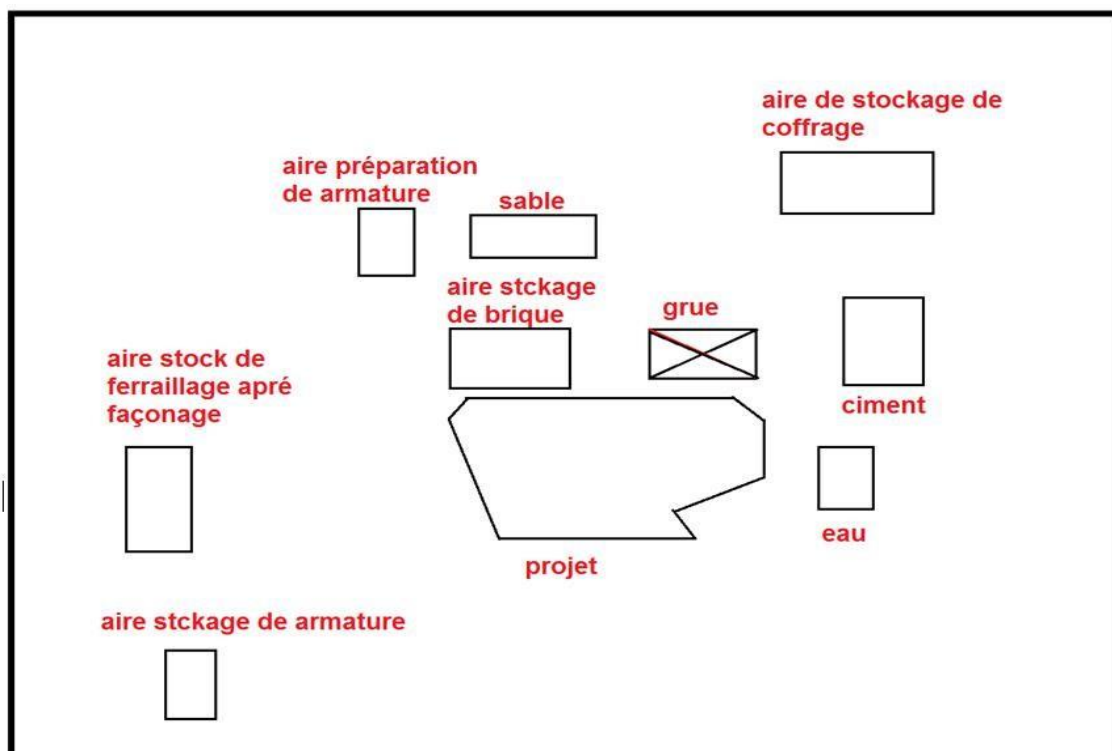 aire de stockage de
coffrage
aire préparation
de armature
sable
aire stckage
de brique
grue
aire stock de
ferraillage apré
façonage
ciment
eau
projet
aire stckage de armature